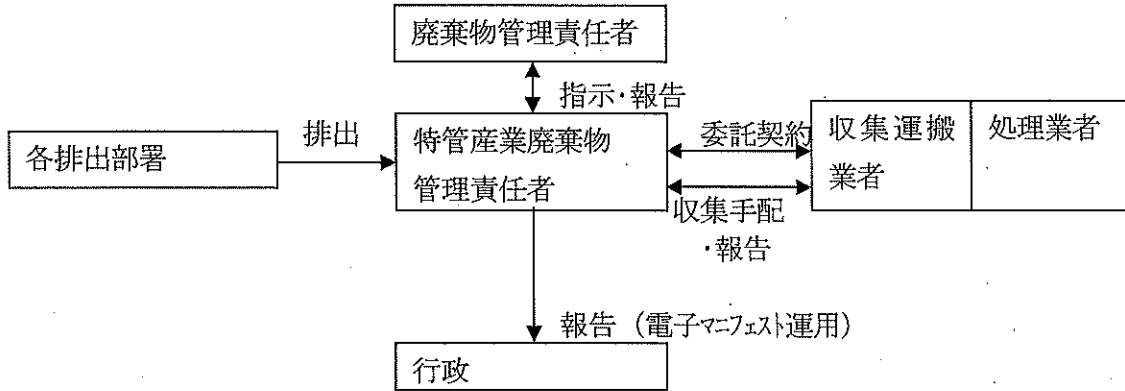 廃棄物管理責任者
指示・報告
各排出部署
排出
特管産業廃棄物
管理責任者
委託契約
収集手配
・報告
収集運搬
業者
処理業者
報告（電子マニフェスト運用）
行政